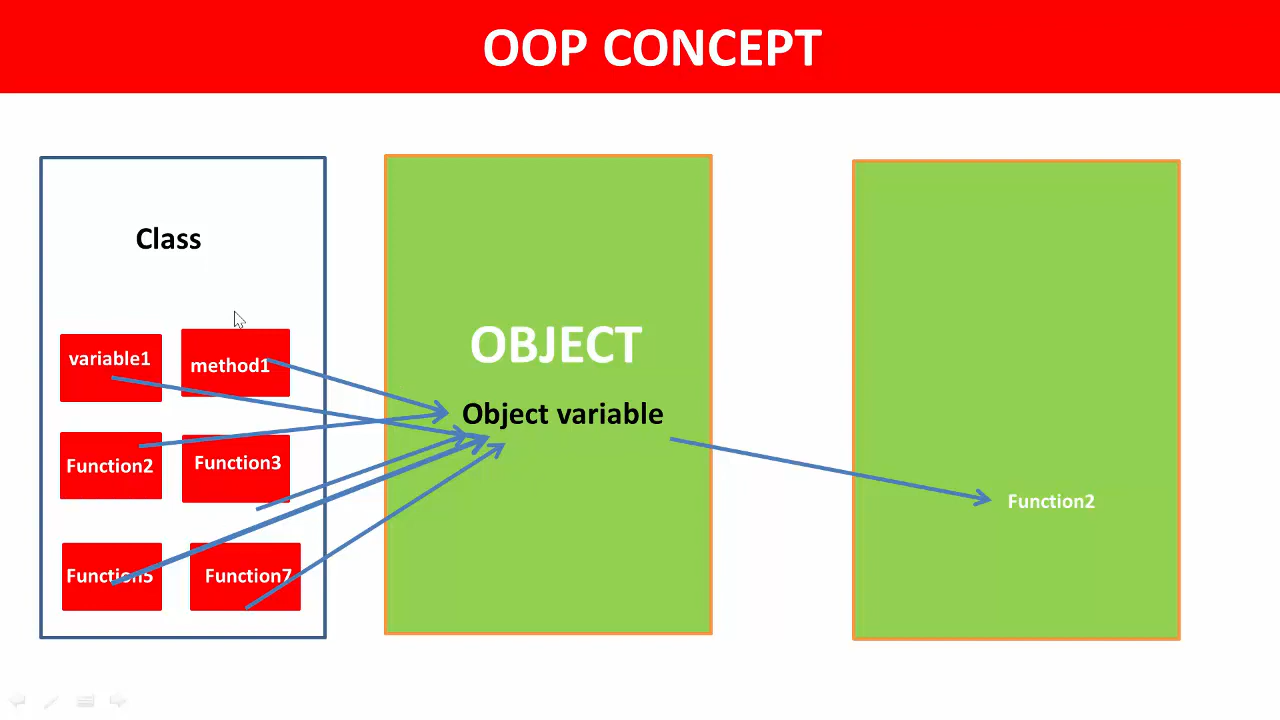 OOP CONCEPT
Class
variable1
method1
Function2
Function3
Function5
Function7
OBJECT
Object variable
Function2